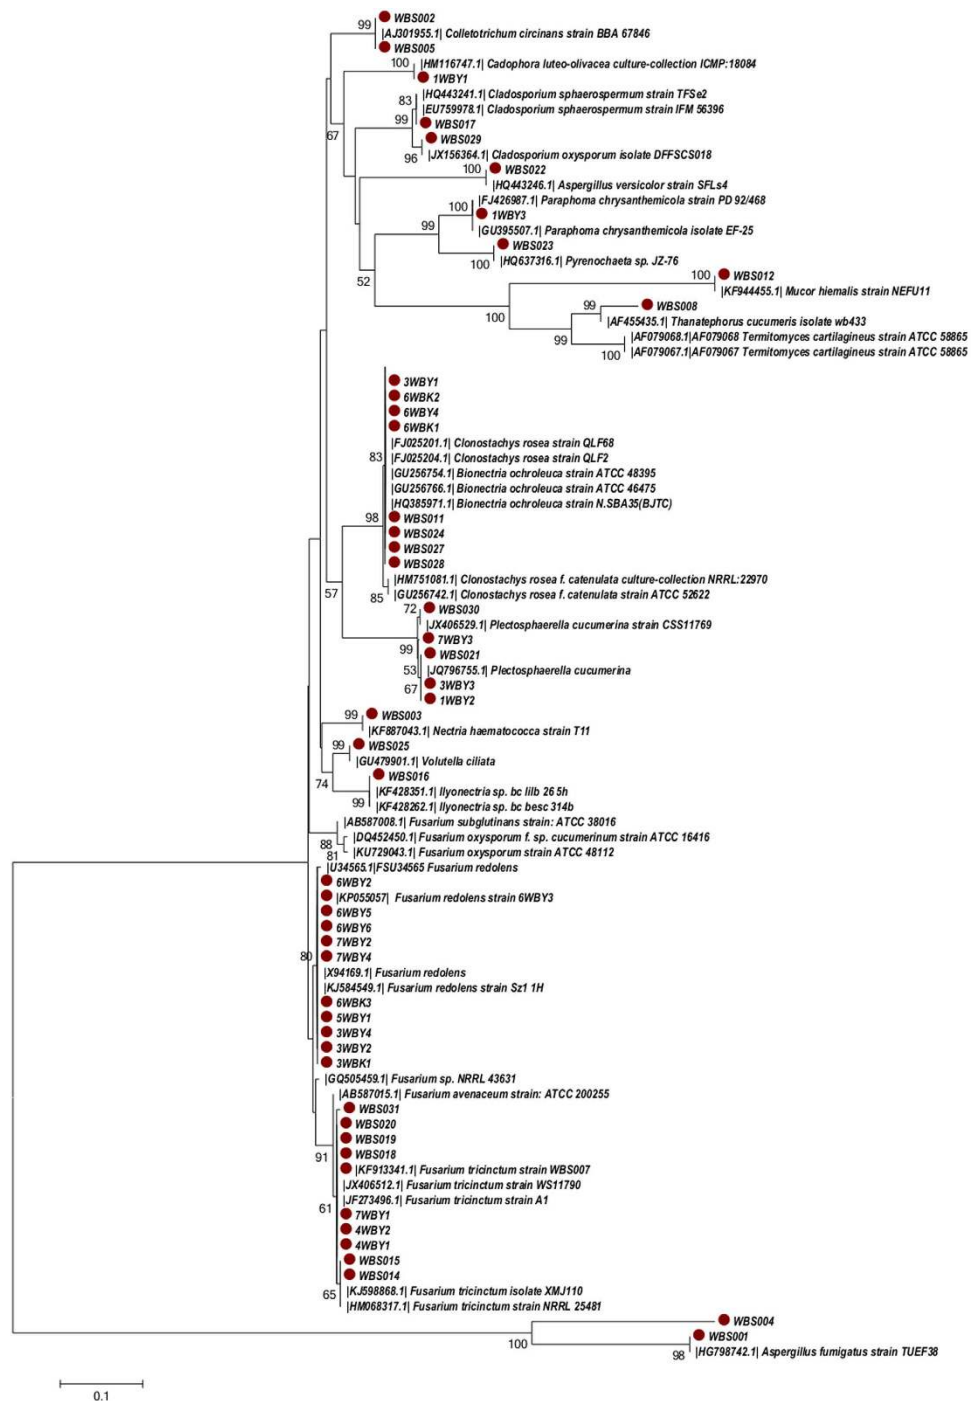 WBS002
99
|AJ301955.1| Colletotrichum circinans strain BBA 67846
WBS005
|HM116747.1| Cadophora luteo-olivacea culture-collection ICMP:18084
100
1WBY1
|HQ443241.1| Cladosporium sphaerospermum strain TFSe2
83
|EU759978.1| Cladosporium sphaerospermum strain IFM 56396
99
WBS017
67
WBS029
96
|JX156364.1| Cladosporium oxysporum isolate DFFSCS018
100
WBS022
|HQ443246.1| Aspergillus versicolor strain SFLs4
|FJ426987.1| Paraphoma chrysanthemicola strain PD 92/468
100
1WBY3
99
|GU395507.1| Paraphoma chrysanthemicola isolate EF-25
WBS023
100
|HQ637316.1| Pyrenochaeta sp. JZ-76
100
WBS012
52
|KF944455.1| Mucor hiemalis strain NEFU11
99
WBS008
100
|AF455435.1| Thanatephorus cucumeris isolate wb433
99
|AF079068.1|AF079068 Termitomyces cartilagineus strain ATCC 58865
100
|AF079067.1|AF079067 Termitomyces cartilagineus strain ATCC 58865
3WBY1
6WBK2
6WBY4
6WBK1
|FJ025201.1| Clonostachys rosea strain QLF68
83
|FJ025204.1| Clonostachys rosea strain QLF2
|GU256754.1| Bionectria ochroleuca strain ATCC 48395
|GU256766.1| Bionectria ochroleuca strain ATCC 46475
|HQ385971.1| Bionectria ochroleuca strain N.SBA35(BJTC)
98
WBS011
WBS024
WBS027
WBS028
|HM751081.1| Clonostachys rosea f. catenulata culture-collection NRRL:22970
57
85
|GU256742.1| Clonostachys rosea f. catenulata strain ATCC 52622
72
WBS030
|JX406529.1| Plectosphaerella cucumerina strain CSS11769
7WBY3
99
WBS021
53
|JQ796755.1| Plectosphaerella cucumerina
67
3WBY3
1WBY2
99
WBS003
|KF887043.1| Nectria haematococca strain T11
99
WBS025
|GU479901.1| Volutella ciliata
74
WBS016
|KF428351.1| Ilyonectria sp. bc lilb 26 5h
99
|KF428262.1| Ilyonectria sp. bc besc 314b
|AB587008.1| Fusarium subglutinans strain: ATCC 38016
|DQ452450.1| Fusarium oxysporum f. sp. cucumerinum strain ATCC 16416
88
|KU729043.1| Fusarium oxysporum strain ATCC 48112
81
|U34565.1|FSU34565 Fusarium redolens
6WBY2
|KP055057| Fusarium redolens strain 6WBY3
6WBY5
6WBY6
7WBY2
80
7WBY4
|X94169.1| Fusarium redolens
|KJ584549.1| Fusarium redolens strain Sz1 1H
6WBK3
5WBY1
3WBY4
3WBY2
3WBK1
|GQ505459.1| Fusarium sp. NRRL 43631
|AB587015.1| Fusarium avenaceum strain: ATCC 200255
WBS031
WBS020
WBS019
91
WBS018
|KF913341.1| Fusarium tricinctum strain WBS007
|JX406512.1| Fusarium tricinctum strain WS11790
|JF273496.1| Fusarium tricinctum strain A1
61
7WBY1
4WBY2
4WBY1
WBS015
WBS014
65
|KJ598868.1| Fusarium tricinctum isolate XMJ110
|HM068317.1| Fusarium tricinctum strain NRRL 25481
WBS004
100
WBS001
98
|HG798742.1| Aspergillus fumigatus strain TUEF38
0.1